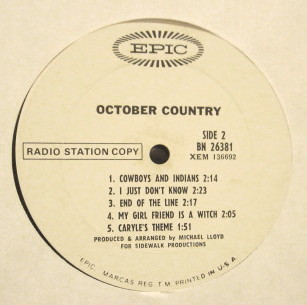 EPIC
OCTOBER COUNTRY
SIDE 2
BN 26381
XEM 136692
RADIO STATION COPY
1. COWBOYS AND INDIANS 2:14
2. I JUST DON'T KNOW 2:23
3. END OF THE LINE 2:17
4. MY GIRL FRIEND IS A WITCH 2:05
5. CARYLE'S THEME 1:51
PRODUCED & ARRANGED BY MICHAEL LLOYD
FOR SIDEWALK PRODUCTIONS
EPIC. MARCAS REG. T.M. PRINTED IN U.S.A.